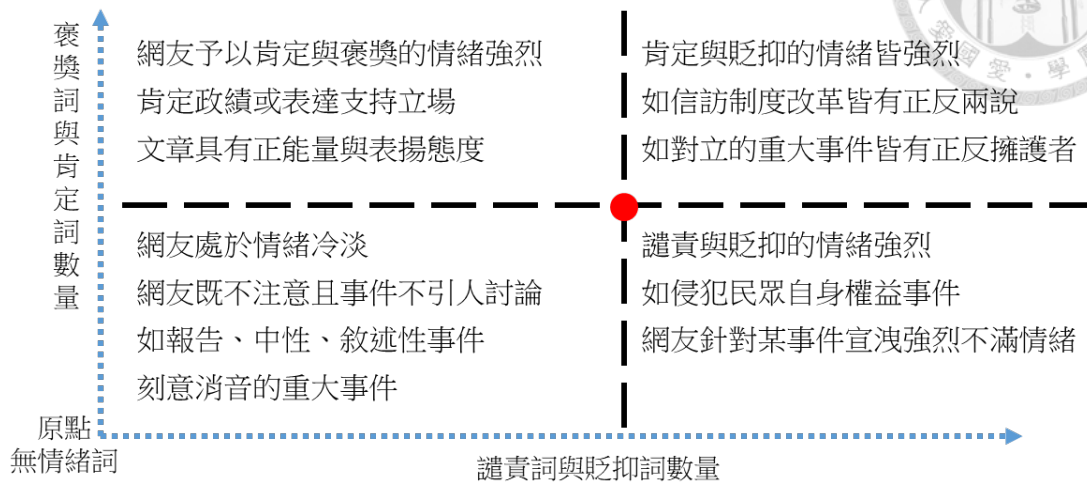 褒獎詞與肯定詞數量
網友予以肯定與褒獎的情緒強烈
肯定政績或表達支持立場
文章具有正能量與表揚態度
肯定與貶抑的情緒皆強烈
如信訪制度改革皆有正反兩說
如對立的重大事件皆有正反擁護者
網友處於情緒冷淡
網友既不注意且事件不引人討論
如報告、中性、敘述性事件
刻意消音的重大事件
譴責與貶抑的情緒強烈
如侵犯民眾自身權益事件
網友針對某事件宣洩強烈不滿情緒
原點
無情緒詞
譴責詞與貶抑詞數量
國愛・學